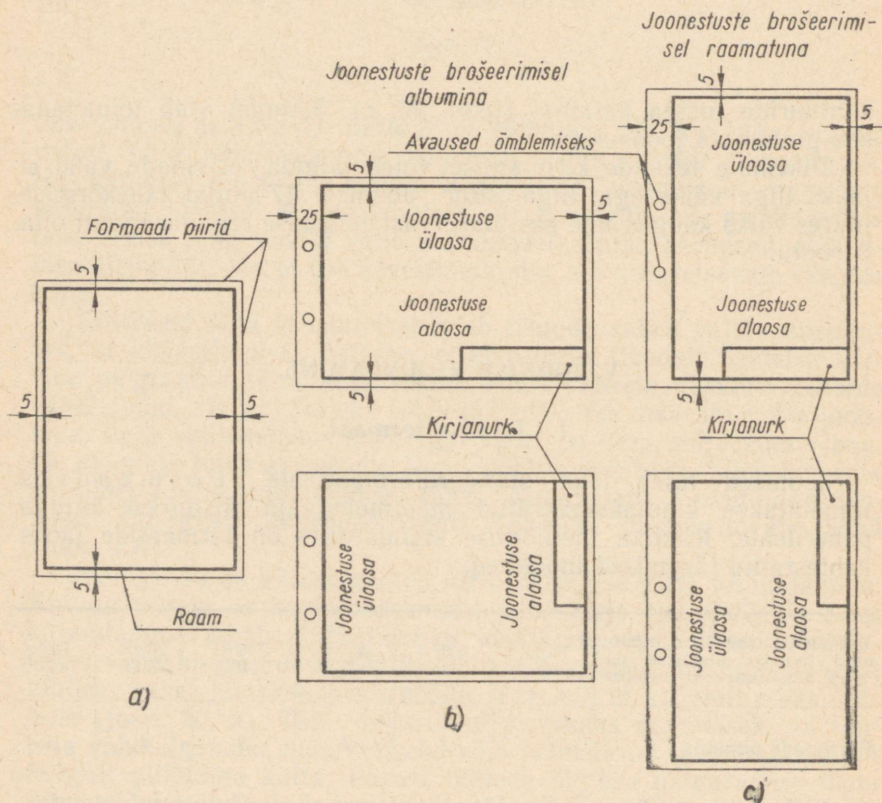 Joonestuste brošeerimi-
sel raamatuna
Joonestuste brošeerimisel
albumina
Avaused õmblemiseks
Formaadi piirid
5
5
5
5
Raam
a)
5
25
5
Joonestuse
ülaosa
Joonestuse
alaosa
5
Kirjanurk
Joonestuse
ülaosa
Joonestuse
alaosa
b)
5
25
5
Joonestuse
ülaosa
Joonestuse
alaosa
5
Kirjanurk
Joonestuse
ülaosa
Joonestuse
alaosa
c)